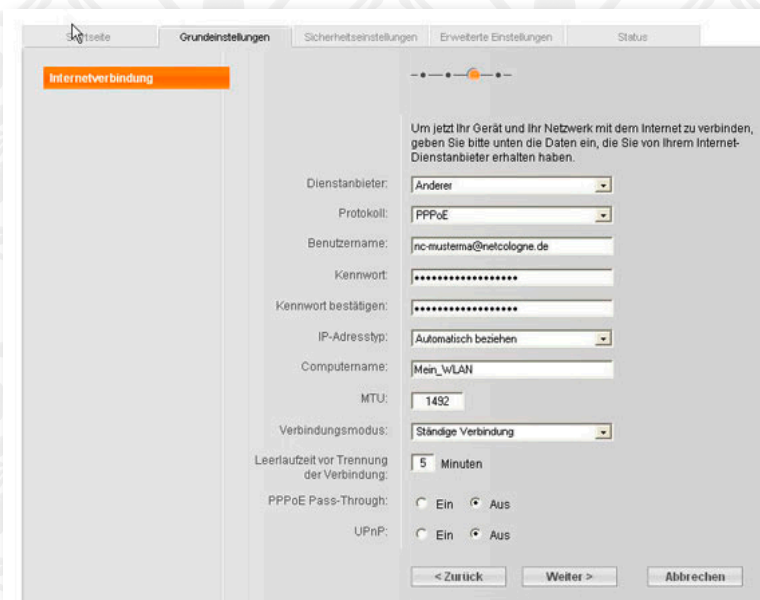 Startseite
Grundeinstellungen
Sicherheitseinstellungen
Erweiterte Einstellungen
Status
Internetverbindung
Um jetzt Ihr Gerät und Ihr Netzwerk mit dem Internet zu verbinden,
geben Sie bitte unten die Daten ein, die Sie von Ihrem Internet-
Dienstanbieter erhalten haben.
Dienstanbieter: Anderer
Protokoll: PPPoE
Benutzername: nc-musterma@netcologne.de
Kennwort: ••••••••••••••••••
Kennwort bestätigen: ••••••••••••••••••
IP-Adresstyp: Automatisch beziehen
Computername: Mein_WLAN
MTU: 1492
Verbindungsmodus: Ständige Verbindung
Leerlaufzeit vor Trennung
der Verbindung: 5 Minuten
PPPoE Pass-Through: Ein Aus
UPnP: Ein Aus
< Zurück Weiter > Abbrechen